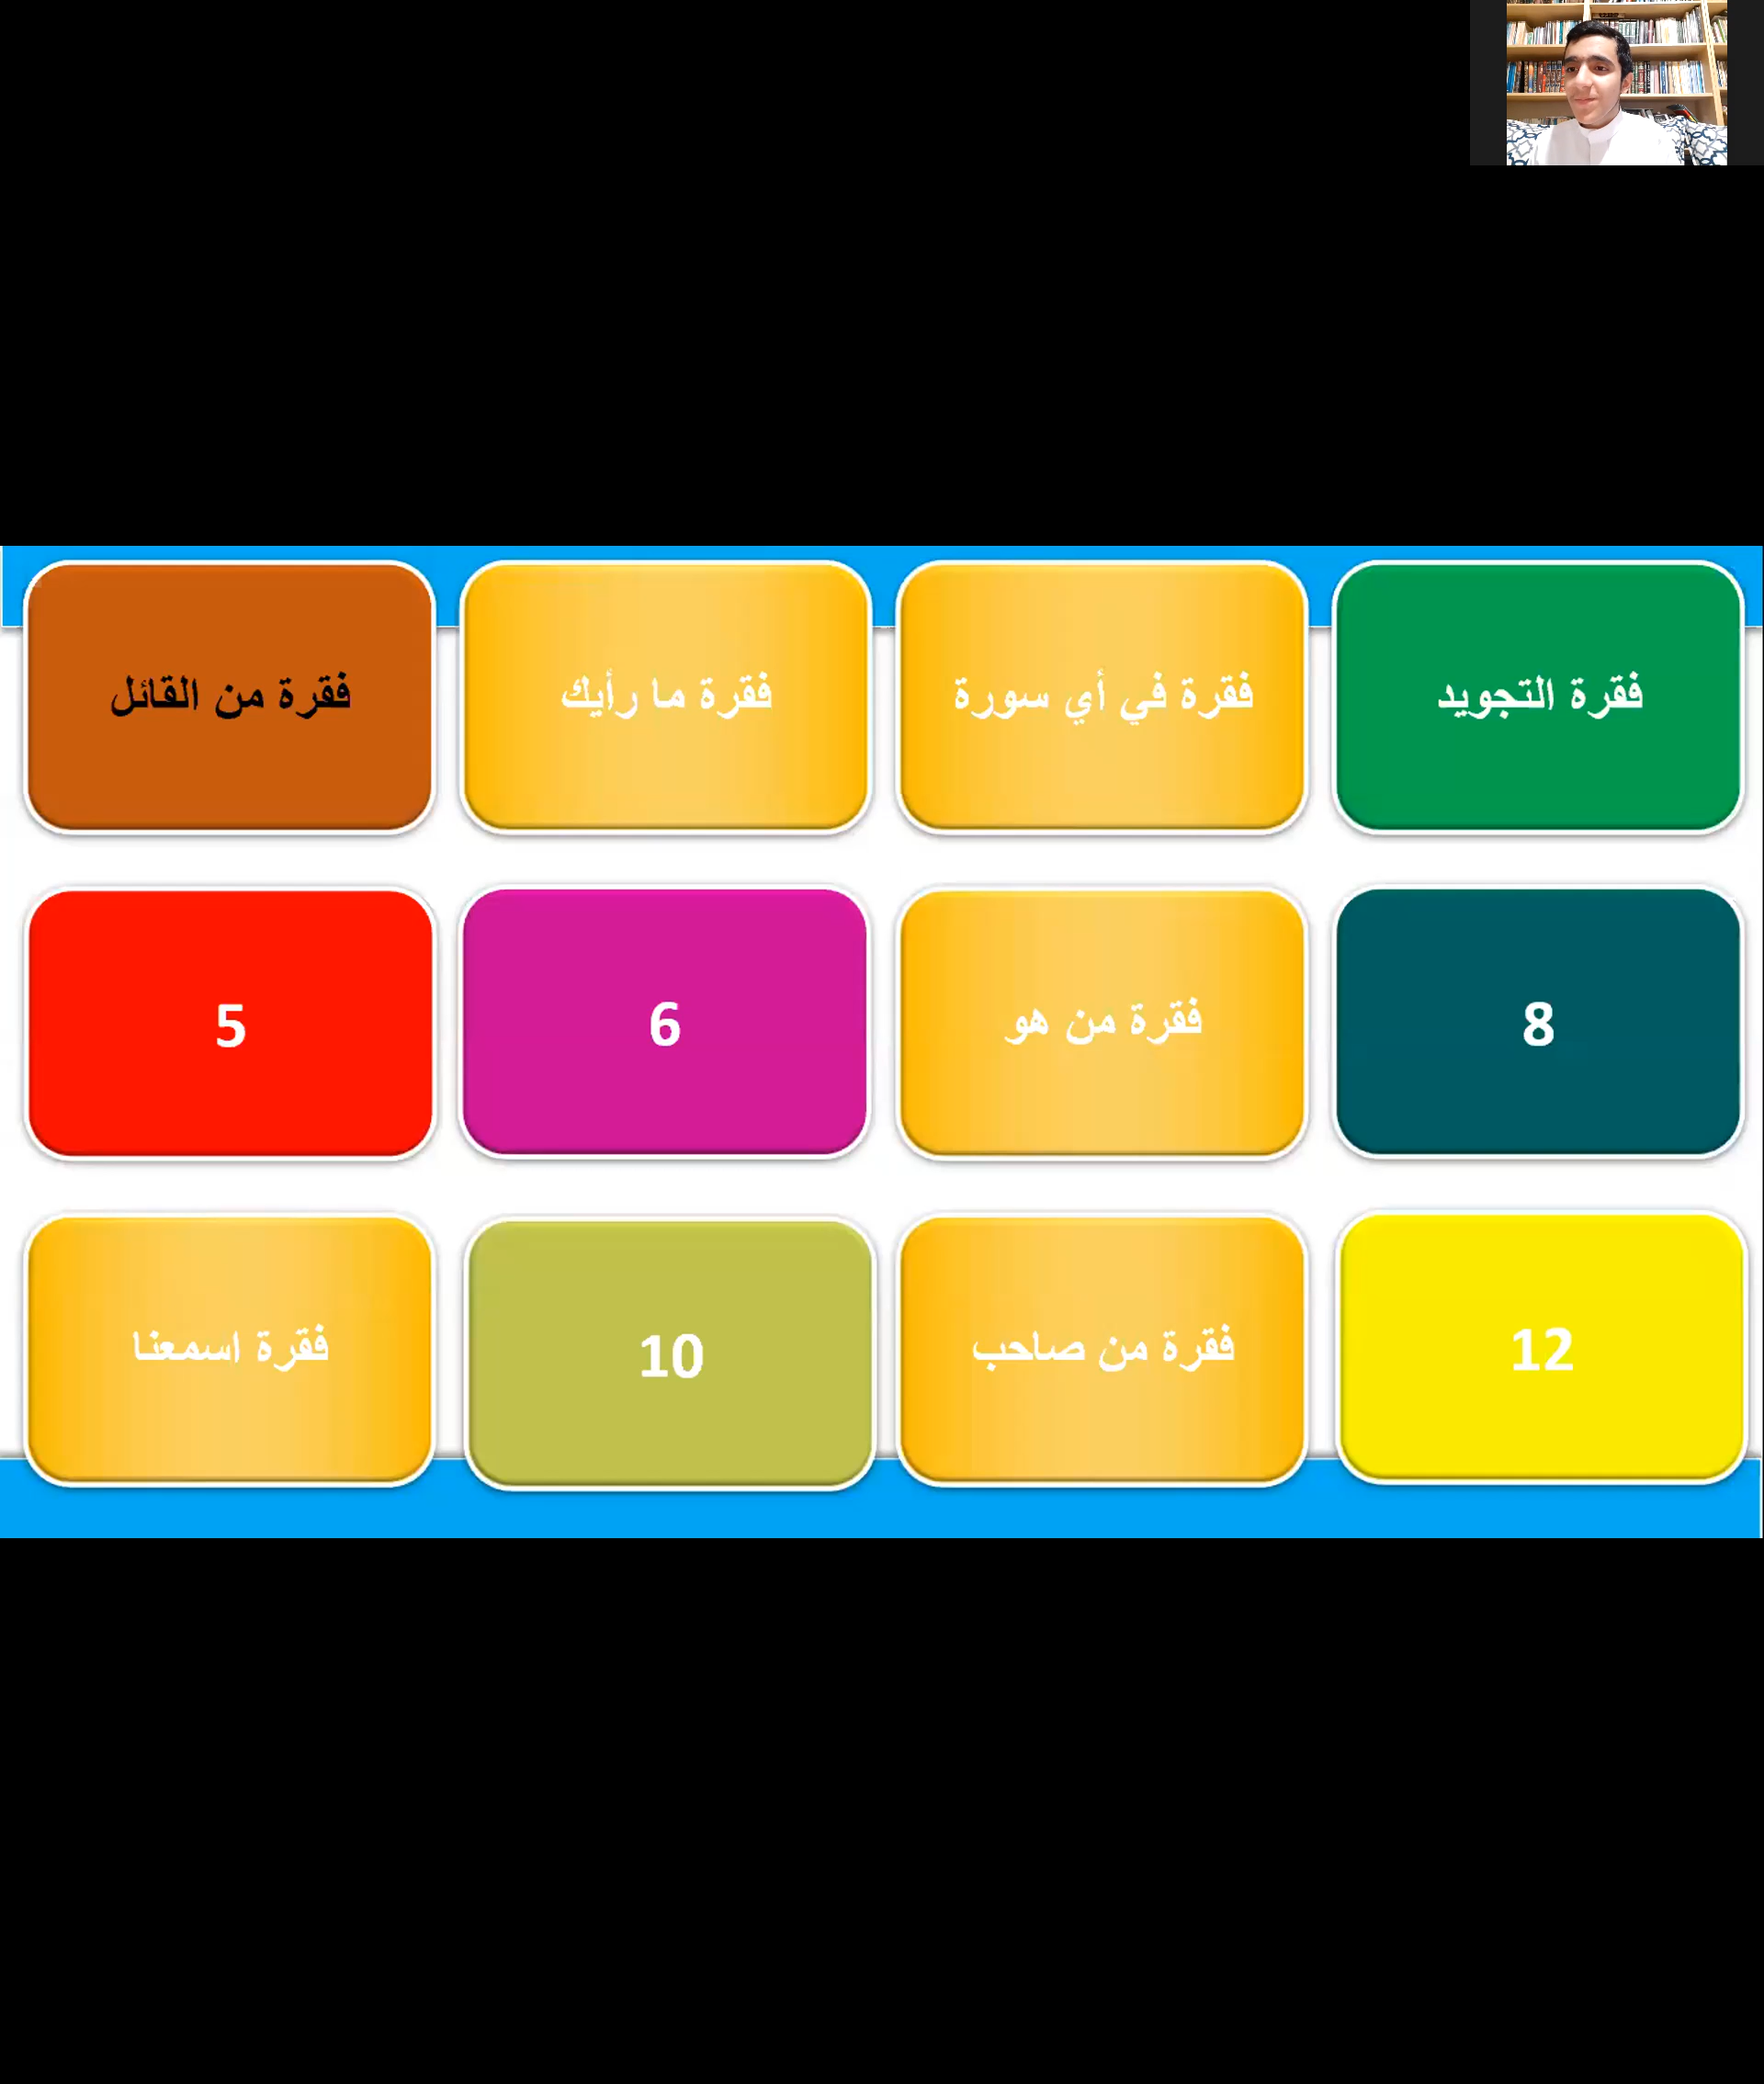 فقرة التجويد
فقرة في أي سورة
فقرة ما رأيك
فقرة من القائل
8
فقرة من هو
6
5
12
فقرة من صاحب
10
فقرة اسمعنا